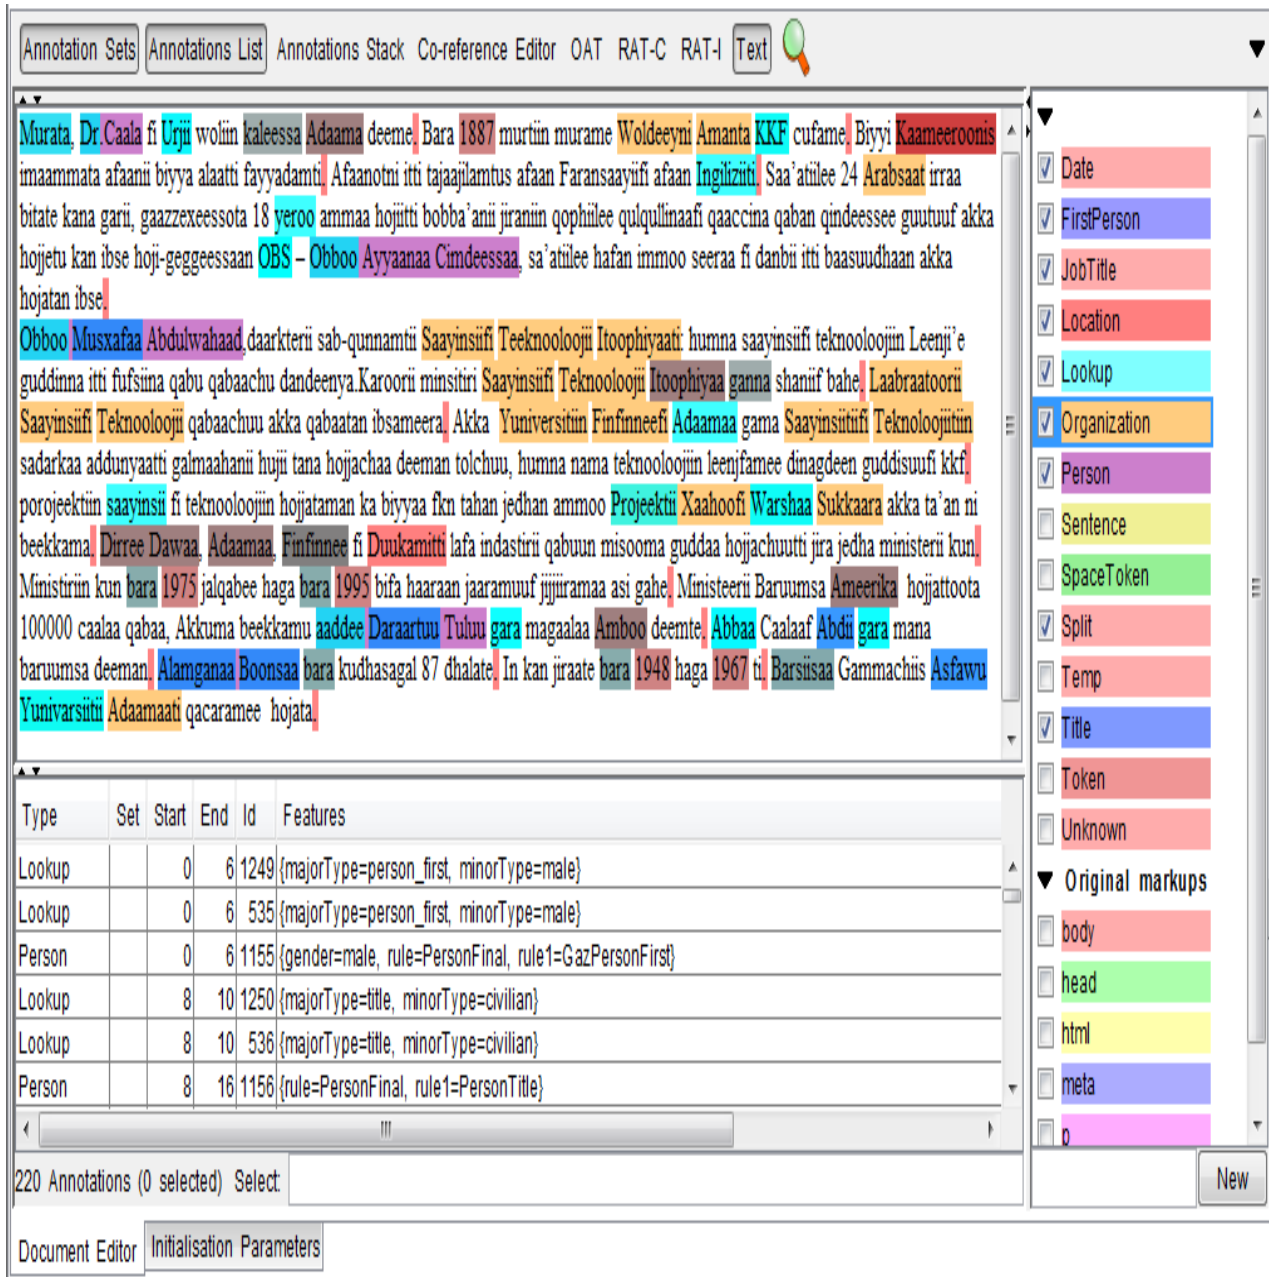 Annotation Sets Annotations List Annotations Stack Co-reference Editor OAT RAT-C RAT-I Text
Murata, Dr.Caala fi Urjii woliin kaleessa Adaama deeme. Bara 1887 murtiin murame Woldeeyni Amanta KKF cufame. Biyyi Kaameeroonis
imaammata afaanii biyya alaatti fayyadamti. Afaanotni itti tajaajilamtus afaan Faransaayiifi afaan Ingiliziiti. Saa'atiilee 24 Arabsaat irraa
bitate kana garii, gaazzexeessota 18 yeroo ammaa hojiitti bobba'anii jiraniin qophiilee qulqullinaafi qaaccina qaban qindeessee guutuuf akka
hojjetu kan ibse hoji-geggeessaan OBS – Obboo Ayyaanaa Cimdeessaa, sa'atiilee hafan immoo seeraa fi danbii itti baasuudhaan akka
hojatan ibse.
Obboo Musxafaa Abdulwahaad,daarkterii sab-qunnamtii Saayinsiifi Teeknooloojii Itoophiyaati: humna saayinsiifi teknooloojiin Leenji'e
guddinna itti fufsiina qabu qabaachu dandeenya.Karoorii minsitiri Saayinsiifi Teknooloojii Itoophiyaa ganna shaniif bahe. Laabraatoorii
Saayinsiifi Teknooloojii qabaachuu akka qabaatan ibsameera. Akka Yuniversitiin Finfinneefi Adaamaa gama Saayinsiitiifi Teknoloojiitiin
sadarkaa addunyaatti galmaahanii hujii tana hojjachaa deeman tolchuu, humna nama teknooloojiin leenjfamee dinagdeen guddisuufi kkf.
porojeektiin saayinsii fi teknooloojiin hojjataman ka biyyaa fkn tahan jedhan ammoo Projeektii Xaahoofi Warshaa Sukkaara akka ta'an ni
beekkama. Dirree Dawaa, Adaamaa, Finfinnee fi Duukamitti lafa indastirii qabuun misooma guddaa hojjachuutti jira jedha ministerii kun.
Ministiriin kun bara 1975 jalqabee haga bara 1995 bifa haaraan jaaramuuf jijjiiramaa asi gahe. Ministeerii Baruumsa Ameerika hojjattoota
100000 caalaa qabaa, Akkuma beekkamu aaddee Daraartuu Tuluu gara magaalaa Amboo deemte. Abbaa Caalaaf Abdii gara mana
baruumsa deeman. Alamganaa Boonsaa bara kudhasagal 87 dhalate. In kan jiraate bara 1948 haga 1967 ti. Barsiisaa Gammachiis Asfawu
Yunivarsiitii Adaamaati qacaramee hojata.
Type Set Start End Id Features
Lookup 0 6 1249 {majorType=person_first, minorType=male}
Lookup 0 6 535 {majorType=person_first, minorType=male}
Person 0 6 1155 {gender=male, rule=PersonFinal, rule1=GazPersonFirst}
Lookup 8 10 1250 {majorType=title, minorType=civilian}
Lookup 8 10 536 {majorType=title, minorType=civilian}
Person 8 16 1156 {rule=PersonFinal, rule1=PersonTitle}
220 Annotations (0 selected) Select:
Document Editor Initialisation Parameters
Date
FirstPerson
JobTitle
Location
Lookup
Organization
Person
Sentence
SpaceToken
Split
Temp
Title
Token
Unknown
Original markups
body
head
html
meta
p
New